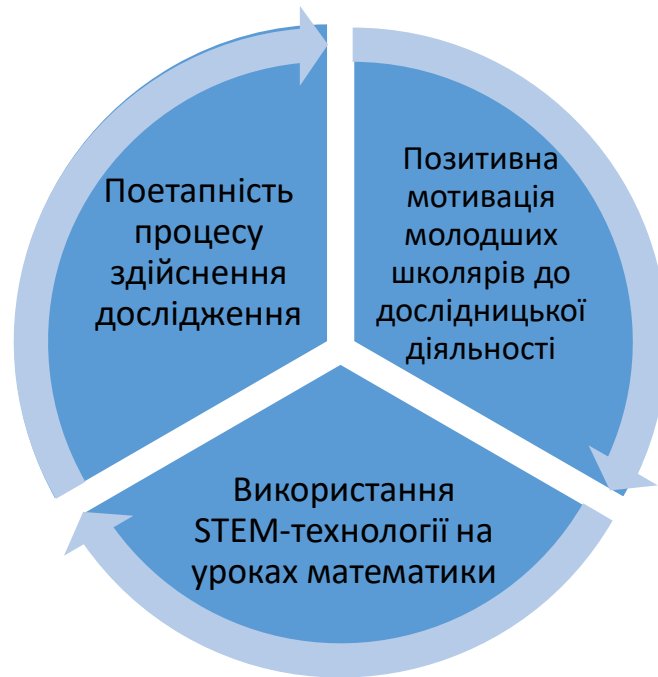 Поетапність
процесу
здійснення
дослідження
Позитивна
мотивація
молодших
школярів до
дослідницької
діяльності
Використання
STEM-технології на
уроках математики